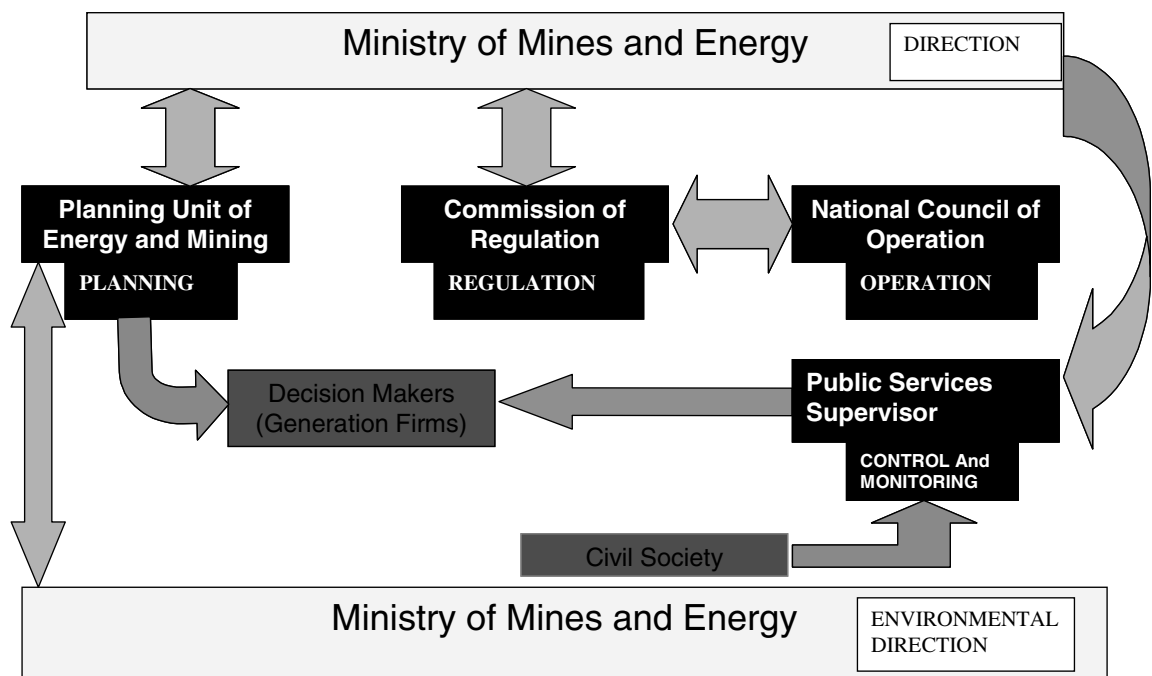 Ministry of Mines and Energy
DIRECTION
Planning Unit of
Energy and Mining
PLANNING
Commission of
Regulation
REGULATION
National Council of
Operation
OPERATION
Decision Makers
(Generation Firms)
Public Services
Supervisor
CONTROL And
MONITORING
Civil Society
Ministry of Mines and Energy
ENVIRONMENTAL
DIRECTION